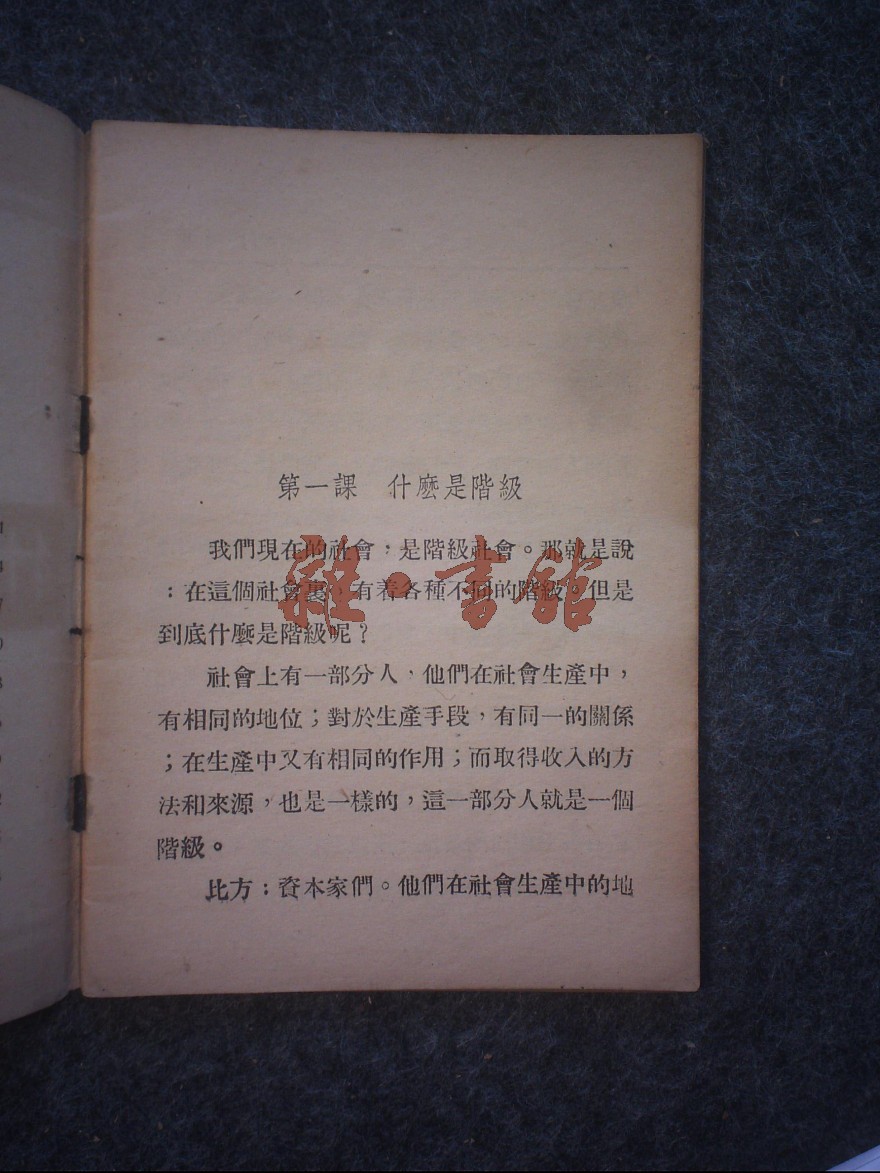 第一課 什麽是階級
我們現在的社會，是階級社會。那就是說
：在這個社會裏，有着各種不同的階級。但是
到底什麽是階級呢？
社會上有一部分人，他們在社會生產中，
有相同的地位；對於生產手段，有同一的關係
；在生產中又有相同的作用；而取得收入的方
法和來源，也是一樣的，這一部分人就是一個
階級。
比方：資本家們。他們在社會生產中的地
雜·書館